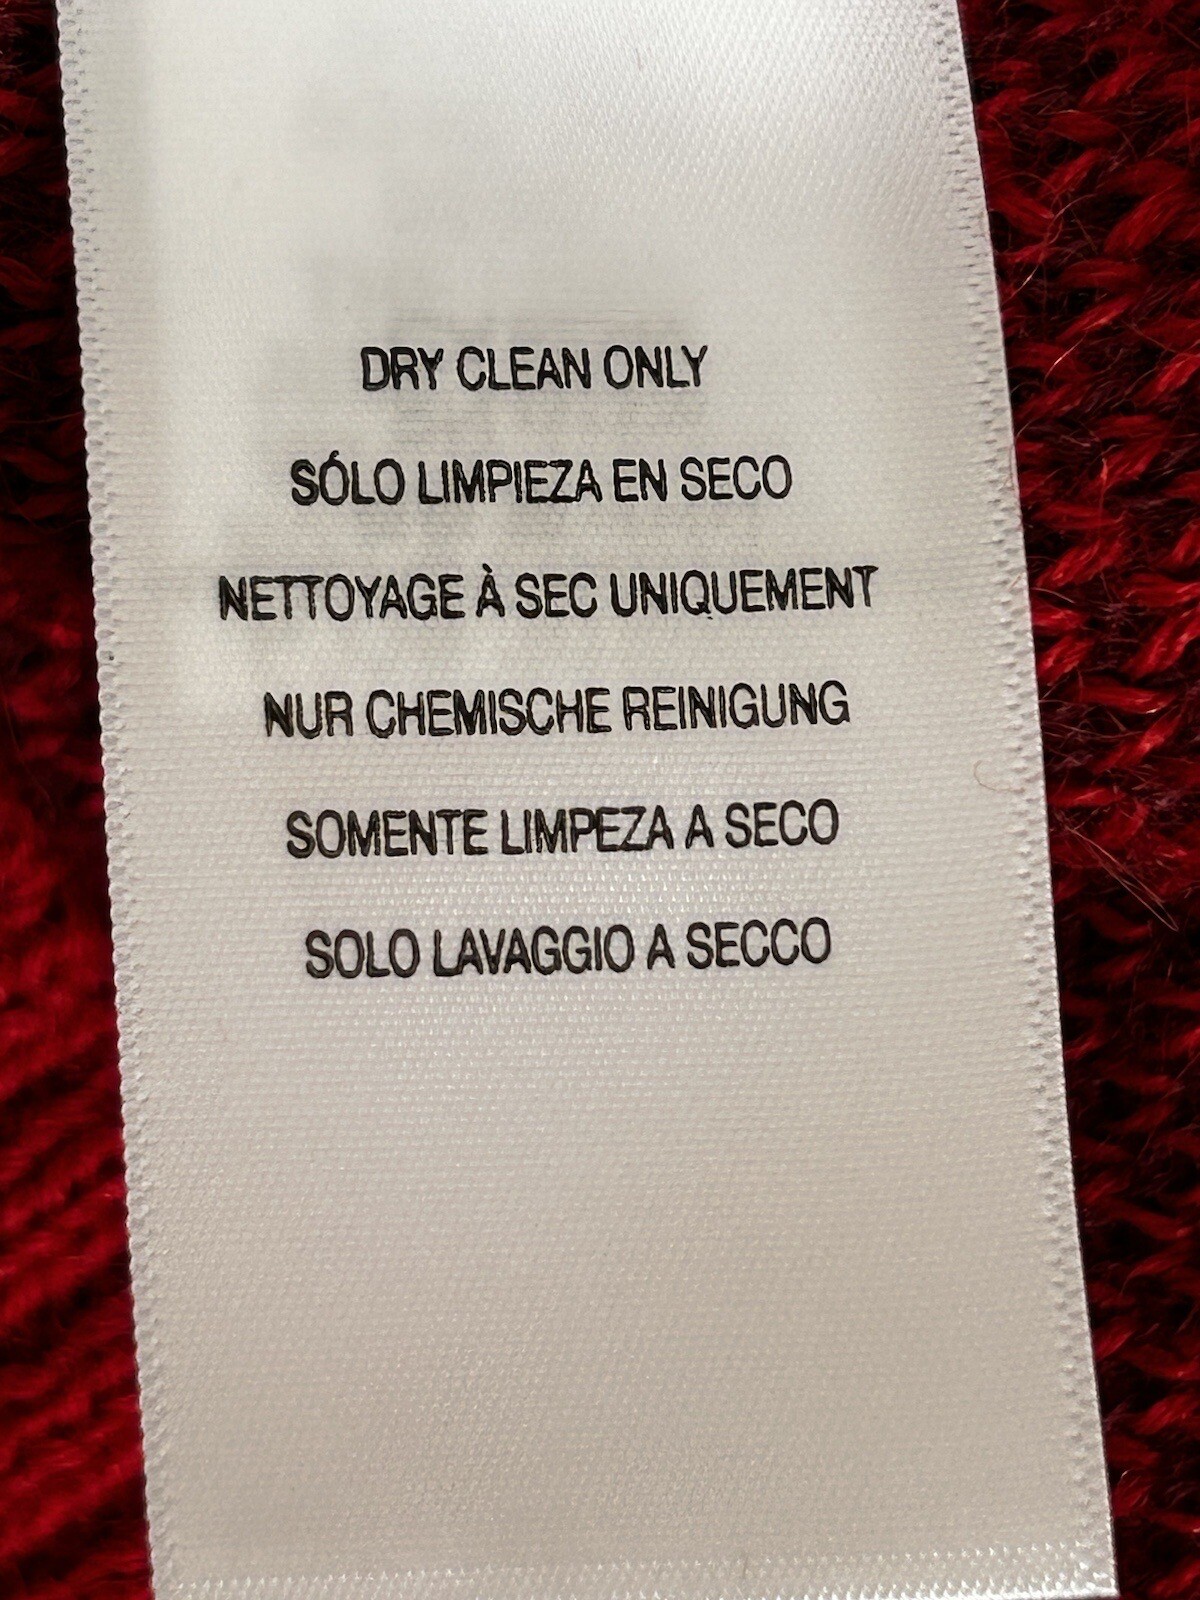 DRY CLEAN ONLY
SÓLO LIMPIEZA EN SECO
NETTOYAGE À SEC UNIQUEMENT
NUR CHEMISCHE REINIGUNG
SOMENTE LIMPEZA A SECO
SOLO LAVAGGIO A SECCO